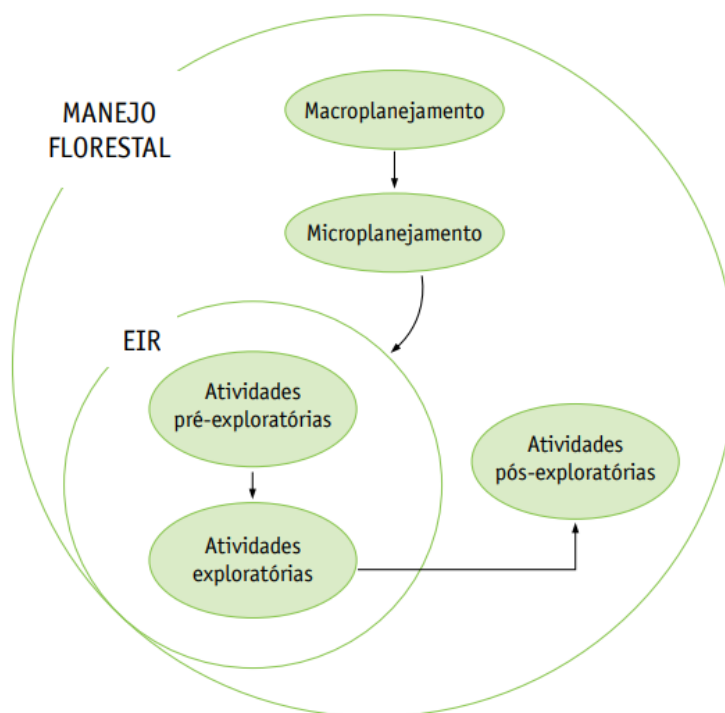 MANEJO
FLORESTAL
Macroplanejamento
Microplanejamento
EIR
Atividades
pré-exploratórias
Atividades
exploratórias
Atividades
pós-exploratórias